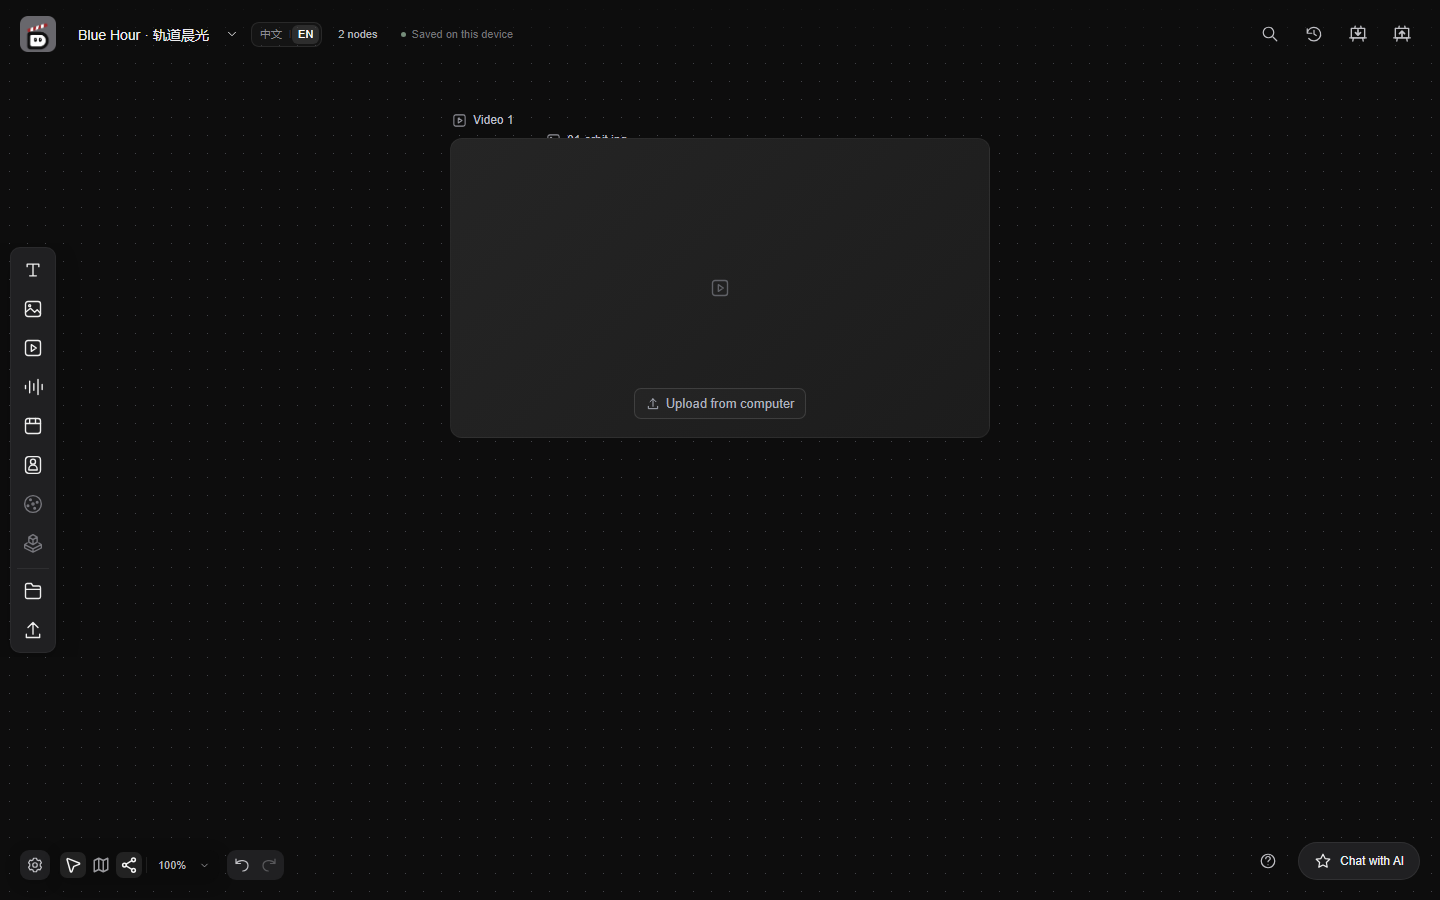 Blue Hour · 轨道晨光
中文 EN
2 nodes
Saved on this device
Video 1
Upload from computer
100%
Chat with AI